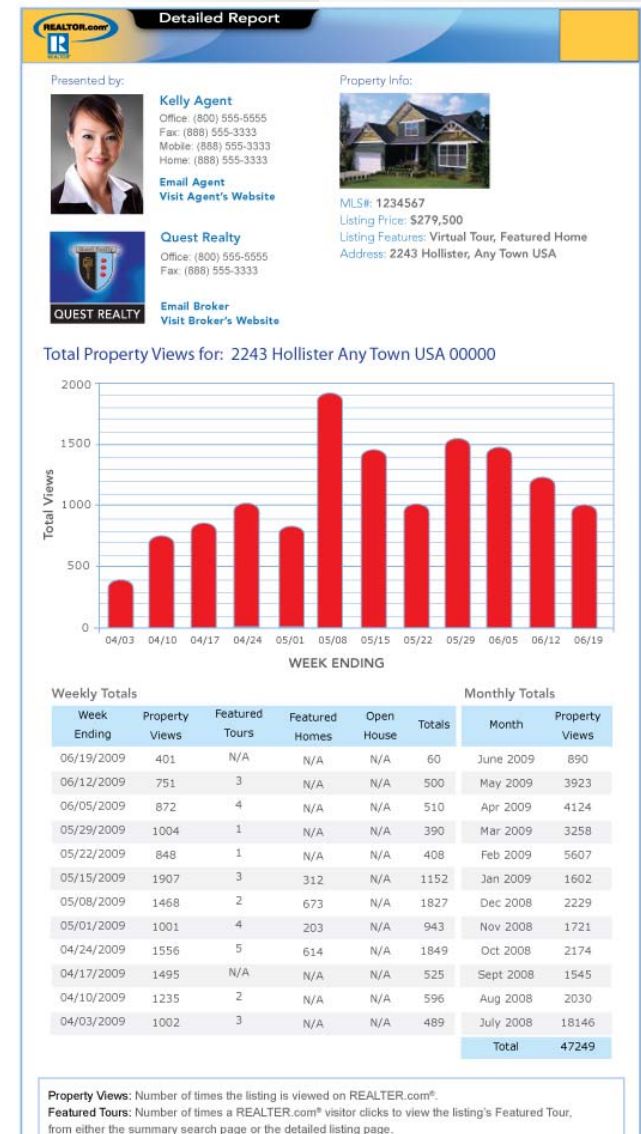 REALTOR.com®
REALTOR
Detailed Report
Presented by:
Kelly Agent
Office: (800) 555-5555
Fax: (888) 555-3333
Mobile: (888) 555-3333
Home: (888) 555-3333
Email Agent
Visit Agent's Website
Quest Realty
QUEST REALTY
Quest Realty
Office: (800) 555-5555
Fax: (888) 555-3333
Email Broker
Visit Broker's Website
Property Info:
MLS#: 1234567
Listing Price: $279,500
Listing Features: Virtual Tour, Featured Home
Address: 2243 Hollister, Any Town USA
Total Property Views for: 2243 Hollister Any Town USA 00000
Total Views
2000
1500
1000
500
0
04/03 04/10 04/17 04/24 05/01 05/08 05/15 05/22 05/29 06/05 06/12 06/19
WEEK ENDING
Weekly Totals
Week Ending Property Views Featured Tours Featured Homes Open House Totals
06/19/2009 401 N/A N/A N/A 60
06/12/2009 751 3 N/A N/A 500
06/05/2009 872 4 N/A N/A 510
05/29/2009 1004 1 N/A N/A 390
05/22/2009 848 1 N/A N/A 408
05/15/2009 1907 3 312 N/A 1152
05/08/2009 1468 2 673 N/A 1827
05/01/2009 1001 4 203 N/A 943
04/24/2009 1556 5 614 N/A 1849
04/17/2009 1495 N/A N/A N/A 525
04/10/2009 1235 2 N/A N/A 596
04/03/2009 1002 3 N/A N/A 489
Monthly Totals
Month Property Views
June 2009 890
May 2009 3923
Apr 2009 4124
Mar 2009 3258
Feb 2009 5607
Jan 2009 1602
Dec 2008 2229
Nov 2008 1721
Oct 2008 2174
Sept 2008 1545
Aug 2008 2030
July 2008 18146
Total 47249
Property Views: Number of times the listing is viewed on REALTER.com®.
Featured Tours: Number of times a REALTER.com® visitor clicks to view the listing's Featured Tour,
from either the summary search page or the detailed listing page.